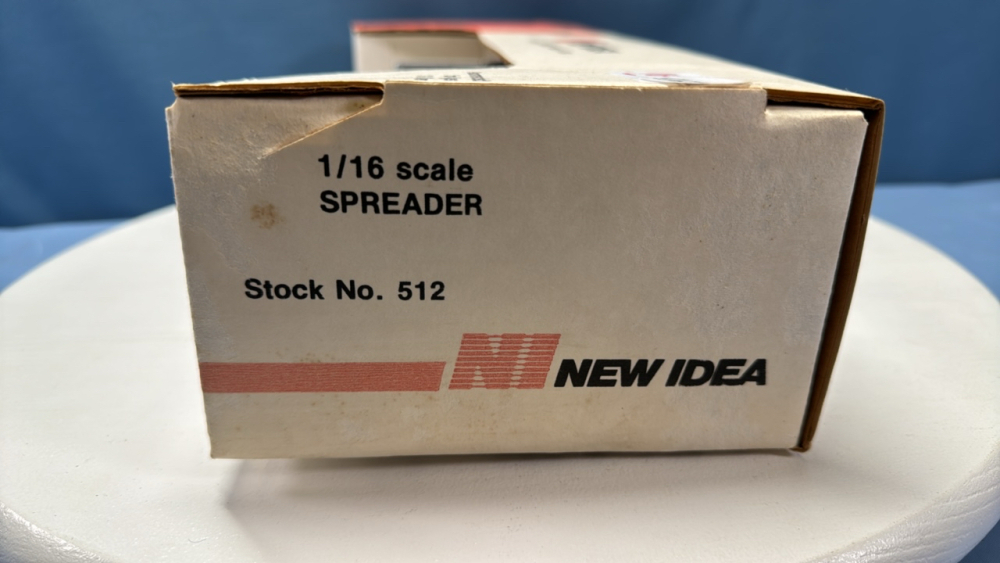 1/16 scale
SPREADER
Stock No. 512
NI NEW IDEA